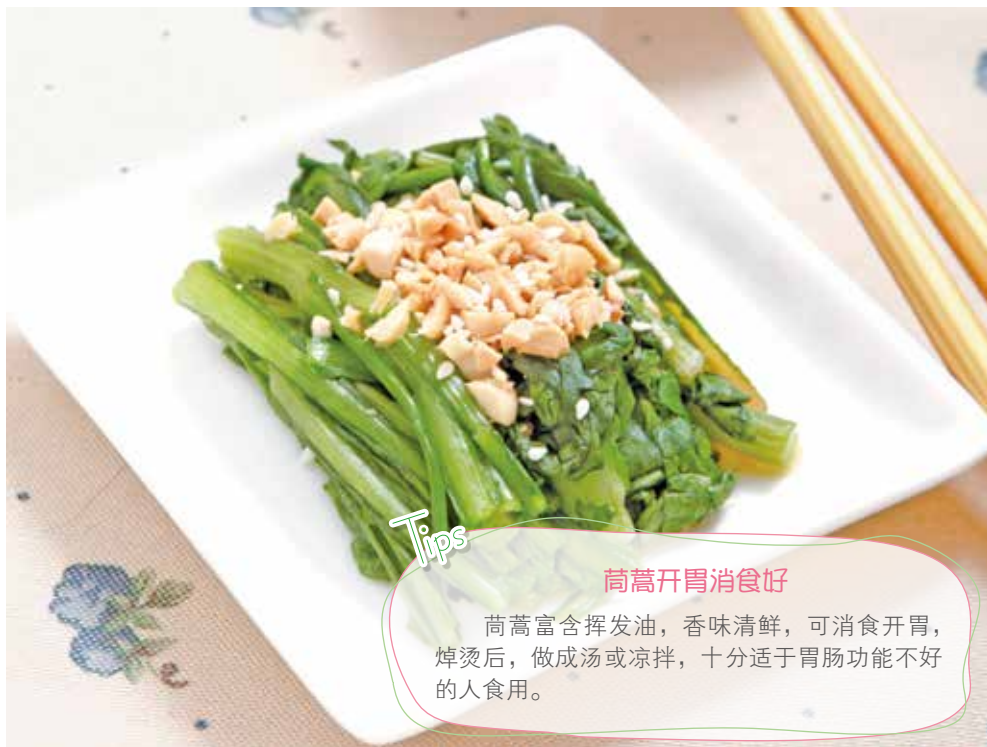 Tips
茼蒿开胃消食好
茼蒿富含挥发油，香味清鲜，可消食开胃，
焯烫后，做成汤或凉拌，十分适于胃肠功能不好
的人食用。